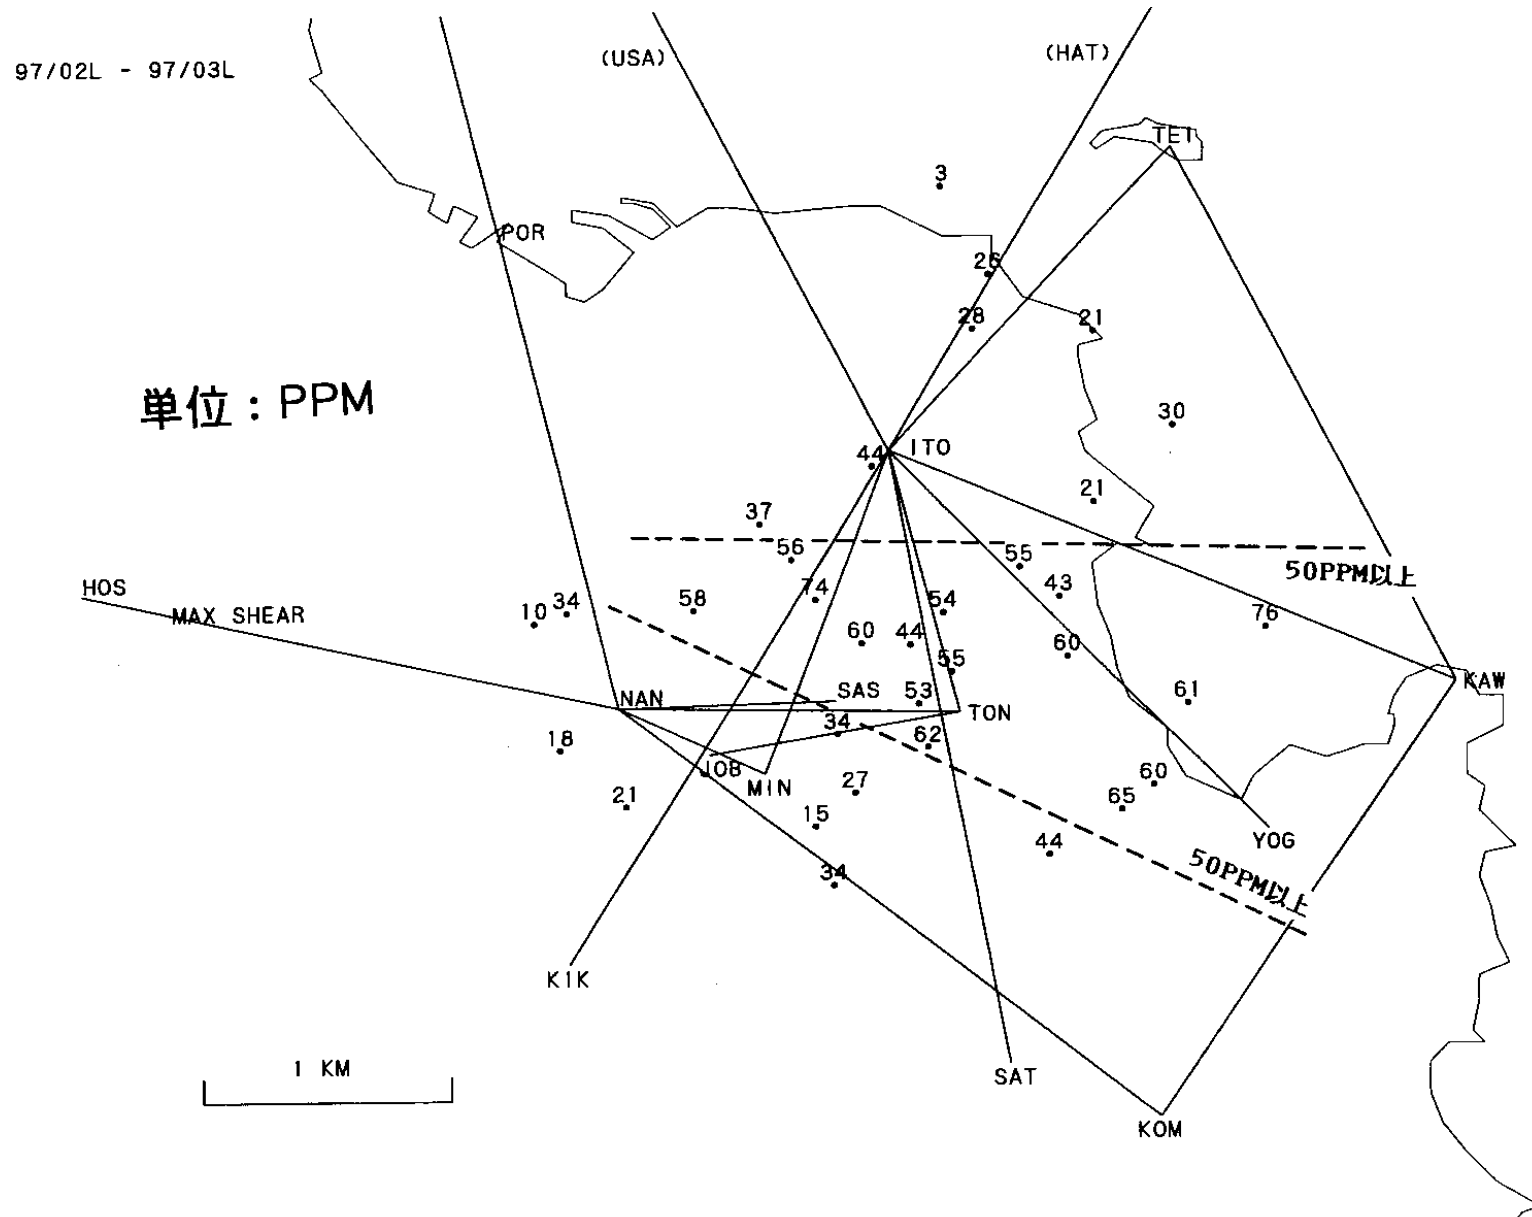 97/02L - 97/03L
(USA)
(HAT)
TET
3
POR
26
28
21
単位：PPM
30
44
ITO
37
21
56
55
50PPM以上
HOS
MAX SHEAR
10
34
58
74
43
54
76
60
44
60
55
NAN
SAS
53
61
KAW
34
TON
18
62
JOB
MIN
27
60
21
65
15
YOG
44
34
50PPM以上
KIK
1 KM
SAT
KOM